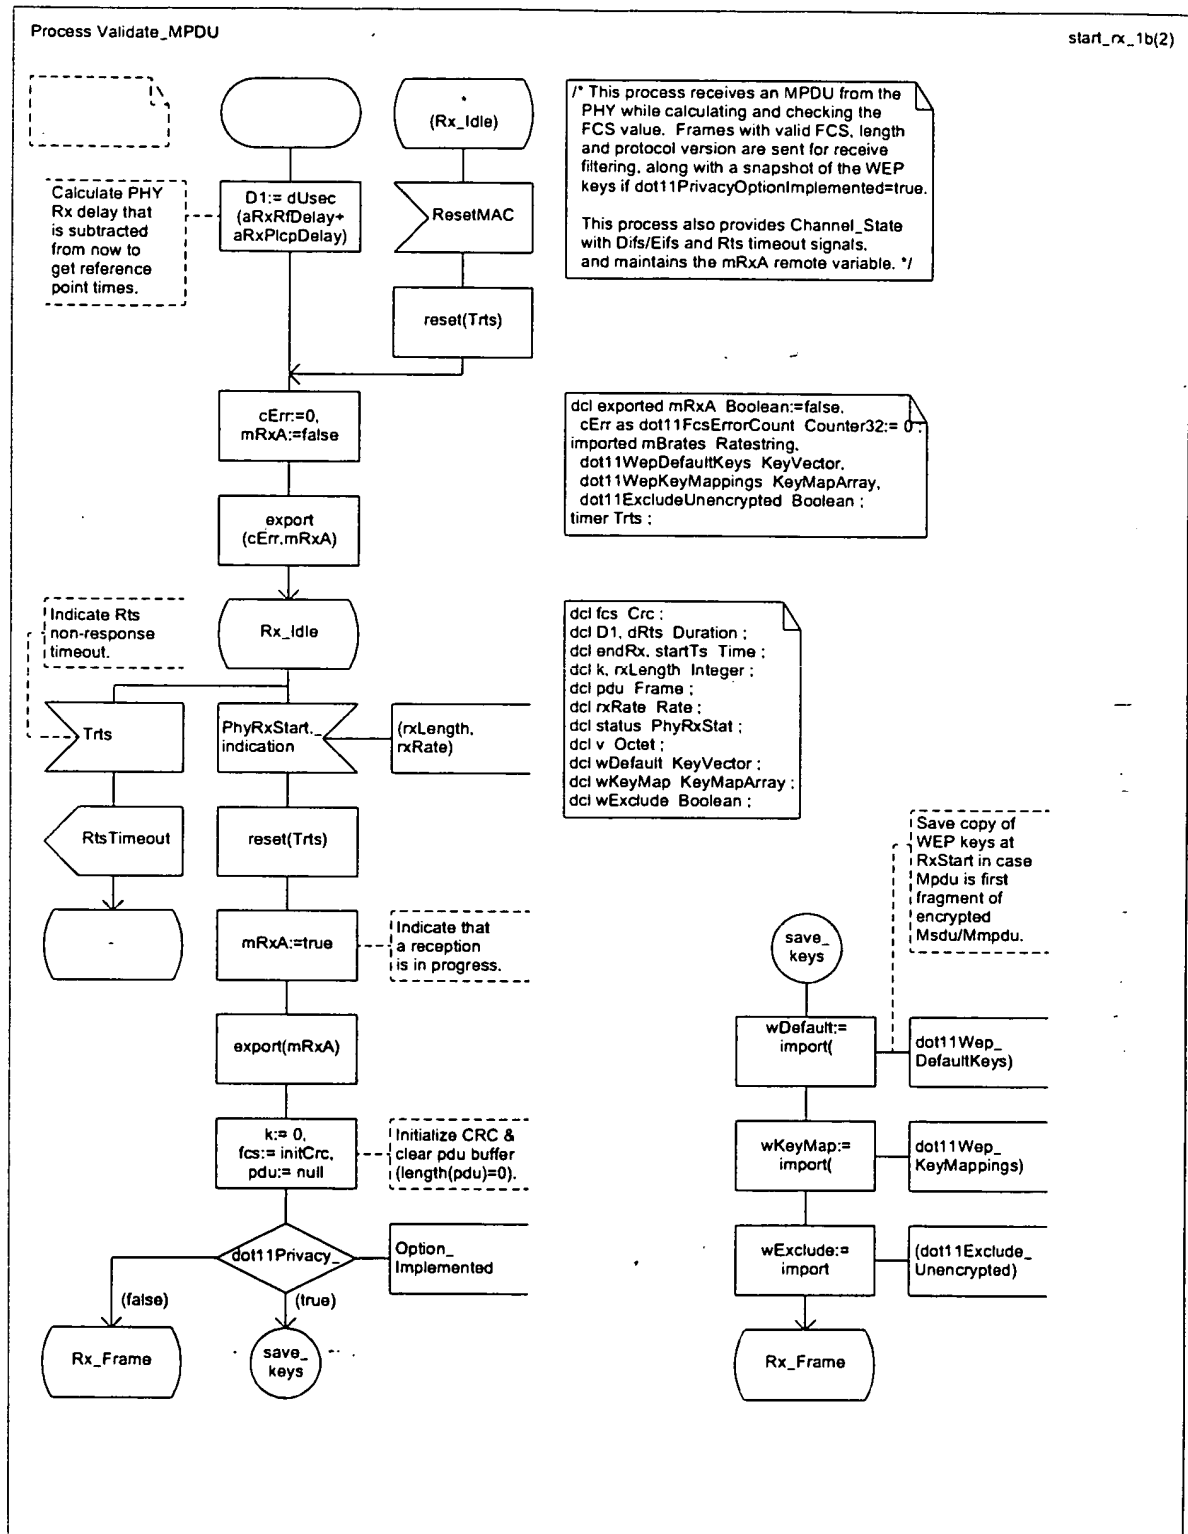 Process Validate_MPDU
start_rx_1b(2)
*
(Rx_Idle)
/* This process receives an MPDU from the
PHY while calculating and checking the
FCS value. Frames with valid FCS, length
and protocol version are sent for receive
filtering, along with a snapshot of the WEP
keys if dot11PrivacyOptionImplemented=true.
This process also provides Channel_State
with Difs/Eifs and Rts timeout signals,
and maintains the mRxA remote variable. */
Calculate PHY
Rx delay that
is subtracted
from now to
get reference
point times.
D1:= dUsec
(aRxRfDelay+
aRxPlcpDelay)
ResetMAC
reset(Trts)
cErr:=0,
mRxA:=false
dcl exported mRxA Boolean:=false,
cErr as dot11FcsErrorCount Counter32:= 0 ;
imported mBrates Ratestring,
dot11WepDefaultKeys KeyVector,
dot11WepKeyMappings KeyMapArray,
dot11ExcludeUnencrypted Boolean ;
timer Trts ;
export
(cErr,mRxA)
Indicate Rts
non-response
timeout.
Rx_Idle
dcl fcs Crc ;
dcl D1, dRts Duration ;
dcl endRx, startTs Time ;
dcl k, rxLength Integer ;
dcl pdu Frame ;
dcl rxRate Rate ;
dcl status PhyRxStat ;
dcl v Octet ;
dcl wDefault KeyVector ;
dcl wKeyMap KeyMapArray ;
dcl wExclude Boolean ;
Trts
PhyRxStart._
indication
(rxLength,
rxRate)
RtsTimeout
reset(Trts)
Save copy of
WEP keys at
RxStart in case
Mpdu is first
fragment of
encrypted
Msdu/Mmpdu.
-
mRxA:=true
Indicate that
a reception
is in progress.
save_
keys
export(mRxA)
wDefault:=
import(
dot11Wep_
DefaultKeys)
k:= 0,
fcs:= initCrc,
pdu:= null
Initialize CRC &
clear pdu buffer
(length(pdu)=0).
wKeyMap:=
import(
dot11Wep_
KeyMappings)
dot11Privacy_
Option_
Implemented
wExclude:=
import
(dot11Exclude_
Unencrypted)
(false)
(true)
Rx_Frame
save_
keys
Rx_Frame